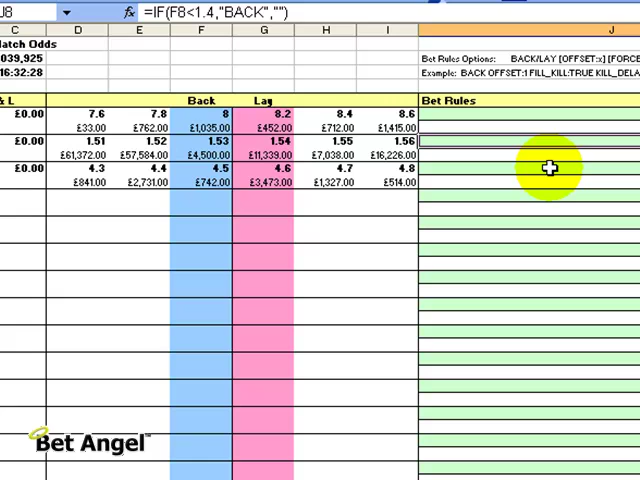 J8 fx =IF(F8<1.4,"BACK","")
C D E F G H I J
Match Odds
039,925 Bet Rules Options: BACK/LAY [OFFSET:x] [FORCE
16:32:28 Example: BACK OFFSET:1 FILL_KILL:TRUE KILL_DELA
& L Back Lay Bet Rules
£0.00 7.6 7.8 8 8.2 8.4 8.6
£33.00 £762.00 £1,035.00 £452.00 £712.00 £1,415.00
£0.00 1.51 1.52 1.53 1.54 1.55 1.56
£61,372.00 £57,584.00 £4,500.00 £11,339.00 £7,038.00 £16,226.00
£0.00 4.3 4.4 4.5 4.6 4.7 4.8
£841.00 £2,731.00 £742.00 £3,473.00 £1,327.00 £514.00
Bet Angel